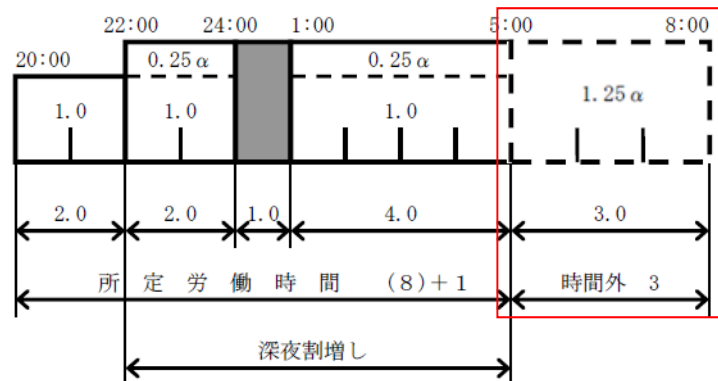 22:00 24:00 1:00 5:00 8:00
20:00 0.25α 0.25α
1.25α
1.0 1.0 1.0
2.0 2.0 1.0 4.0 3.0
所 定 労 働 時 間 (8)+1 時間外 3
深夜割増し